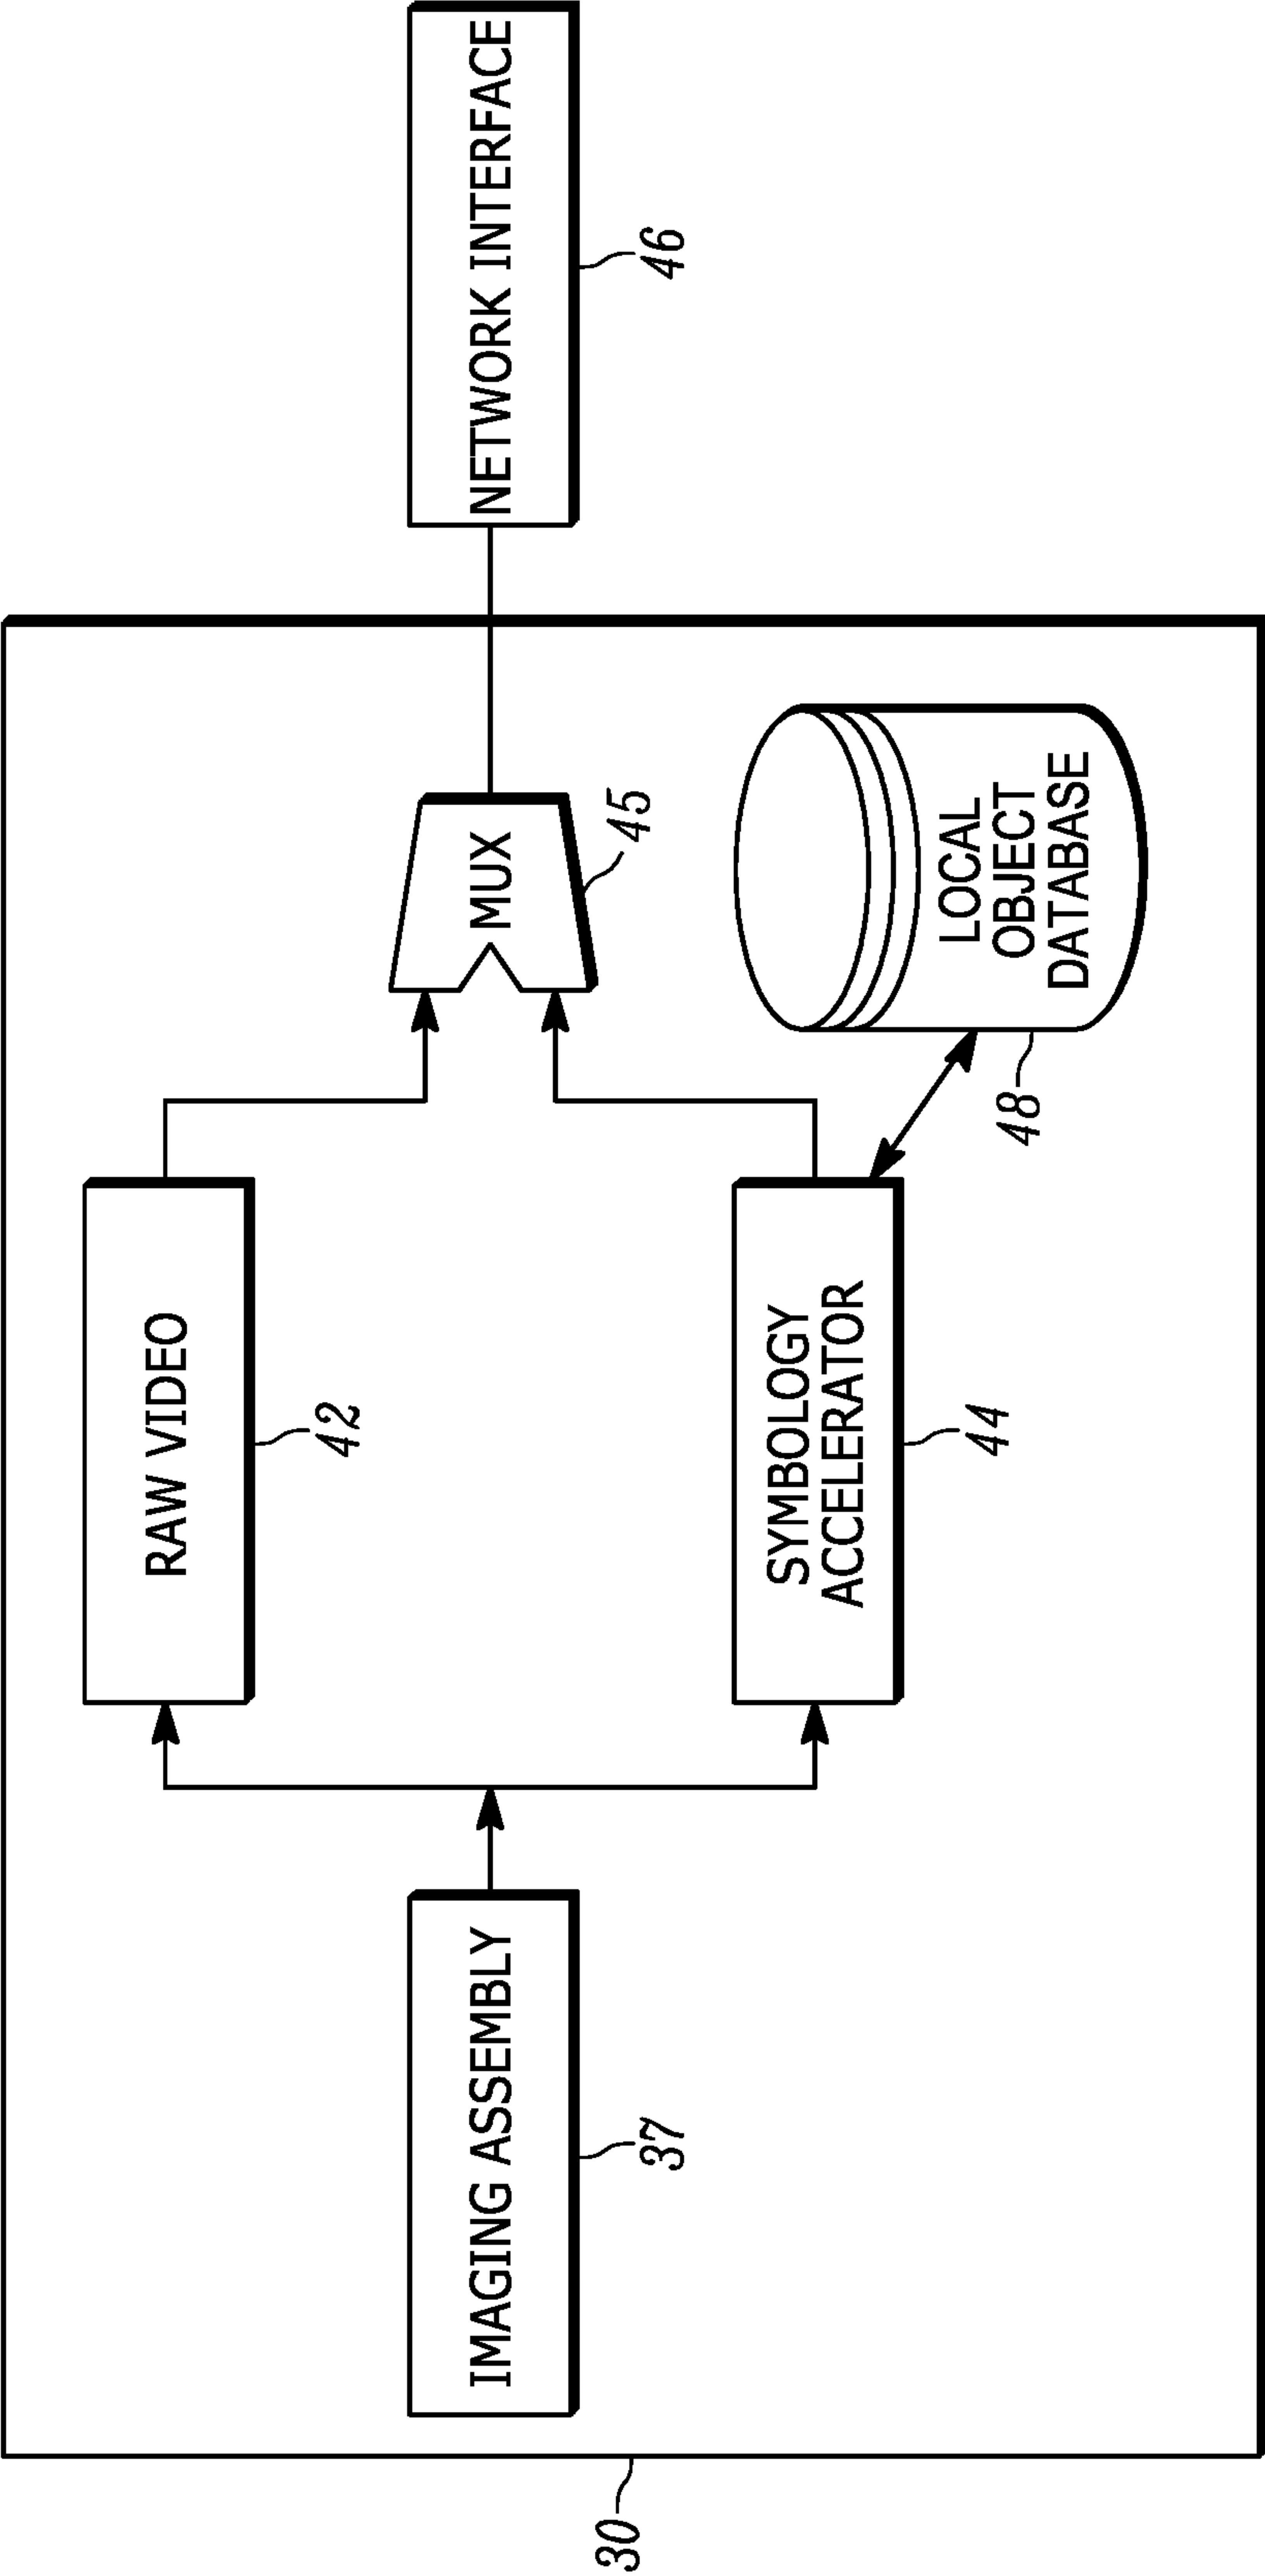 30
IMAGING ASSEMBLY
37
RAW VIDEO
42
SYMBOLOGY
ACCELERATOR
44
MUX
45
LOCAL
OBJECT
DATABASE
48
NETWORK INTERFACE
46